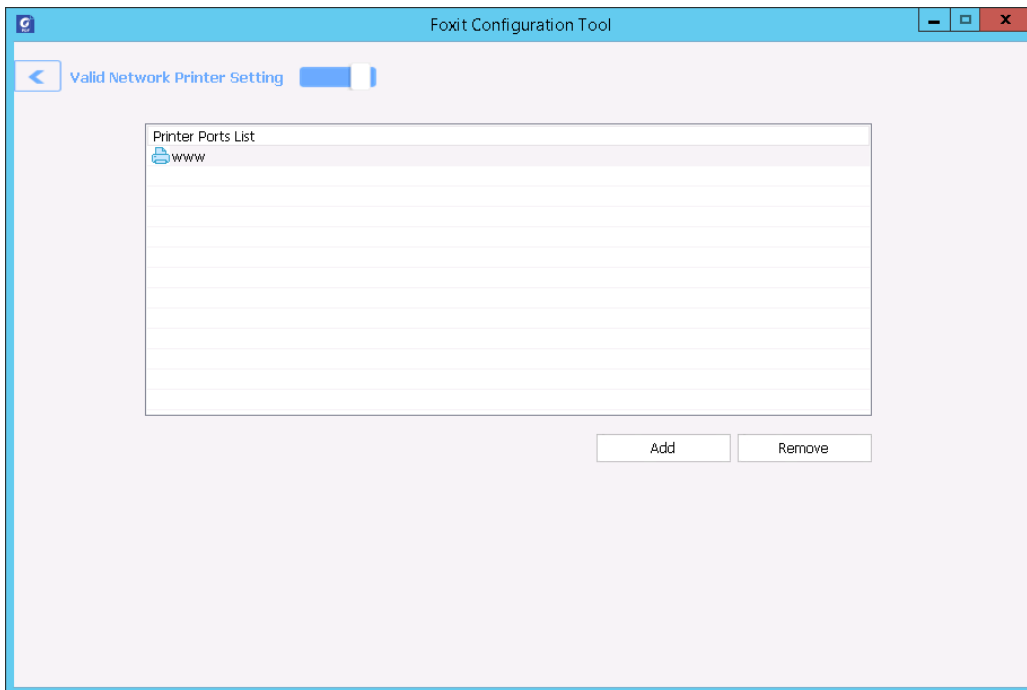 Foxit Configuration Tool
Valid Network Printer Setting
Printer Ports List
www
Add Remove